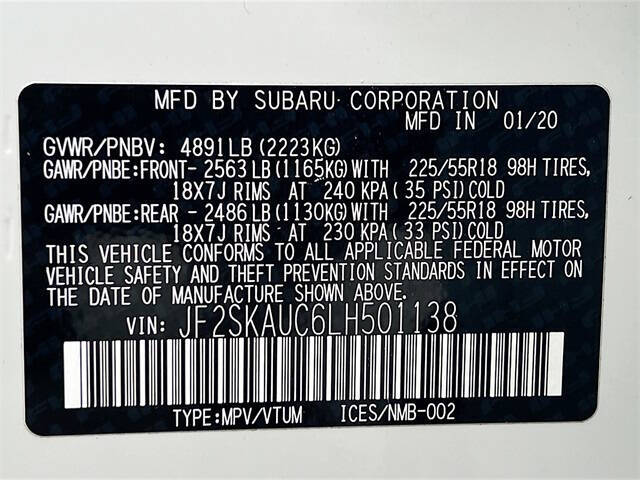 MFD BY SUBARU CORPORATION
MFD IN 01/20
GVWR/PNBV: 4891LB (2223KG)
GAWR/PNBE:FRONT- 2563 LB (1165KG) WITH 225/55R18 98H TIRES,
18X7J RIMS AT 240 KPA ( 35 PSI) COLD
GAWR/PNBE:REAR - 2486 LB (1130KG) WITH 225/55R18 98H TIRES,
18X7J RIMS AT 230 KPA ( 33 PSI) COLD
THIS VEHICLE CONFORMS TO ALL APPLICABLE FEDERAL MOTOR
VEHICLE SAFETY AND THEFT PREVENTION STANDARDS IN EFFECT ON
THE DATE OF MANUFACTURE SHOWN ABOVE.
VIN: JF2SKAUC6LH501138
TYPE:MPV/VTUM ICES/NMB-002